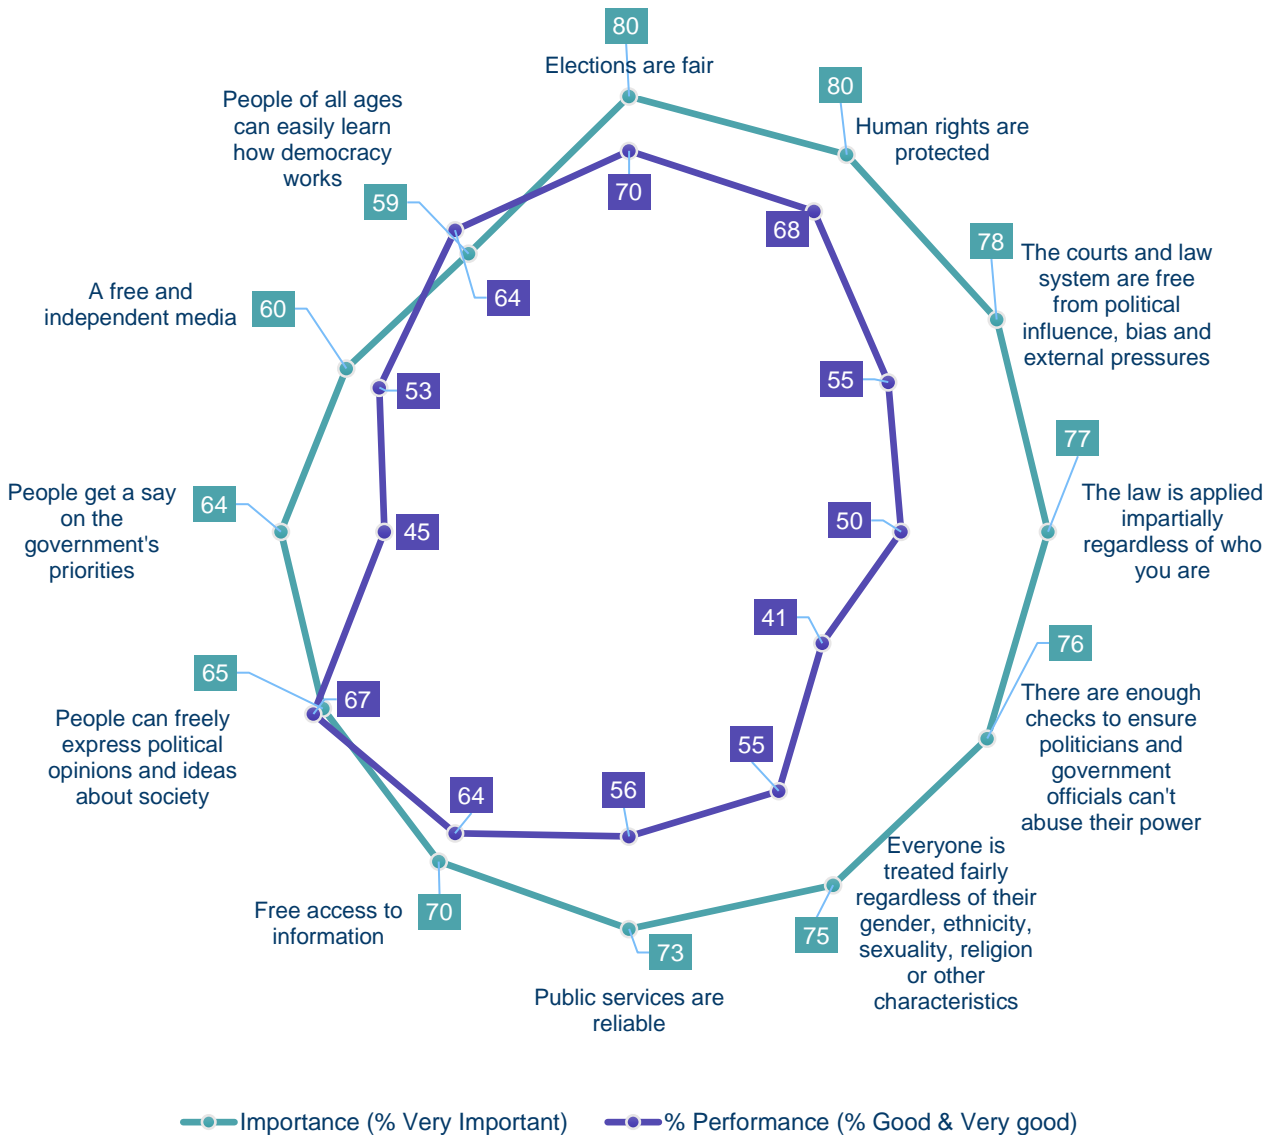 80
Elections are fair
80
Human rights are
protected
78
The courts and law
system are free
from political
influence, bias and
external pressures
77
The law is applied
impartially
regardless of who
you are
76
There are enough
checks to ensure
politicians and
government
officials can't
abuse their power
Everyone is
treated fairly
regardless of their
gender, ethnicity,
sexuality, religion
or other
characteristics
75
73
Public services are
reliable
70
Free access to
information
65
People can freely
express political
opinions and ideas
about society
64
People get a say
on the
government's
priorities
60
A free and
independent media
59
People of all ages
can easily learn
how democracy
works
70
68
55
50
41
55
56
64
67
45
53
64
Importance (% Very Important)
% Performance (% Good & Very good)